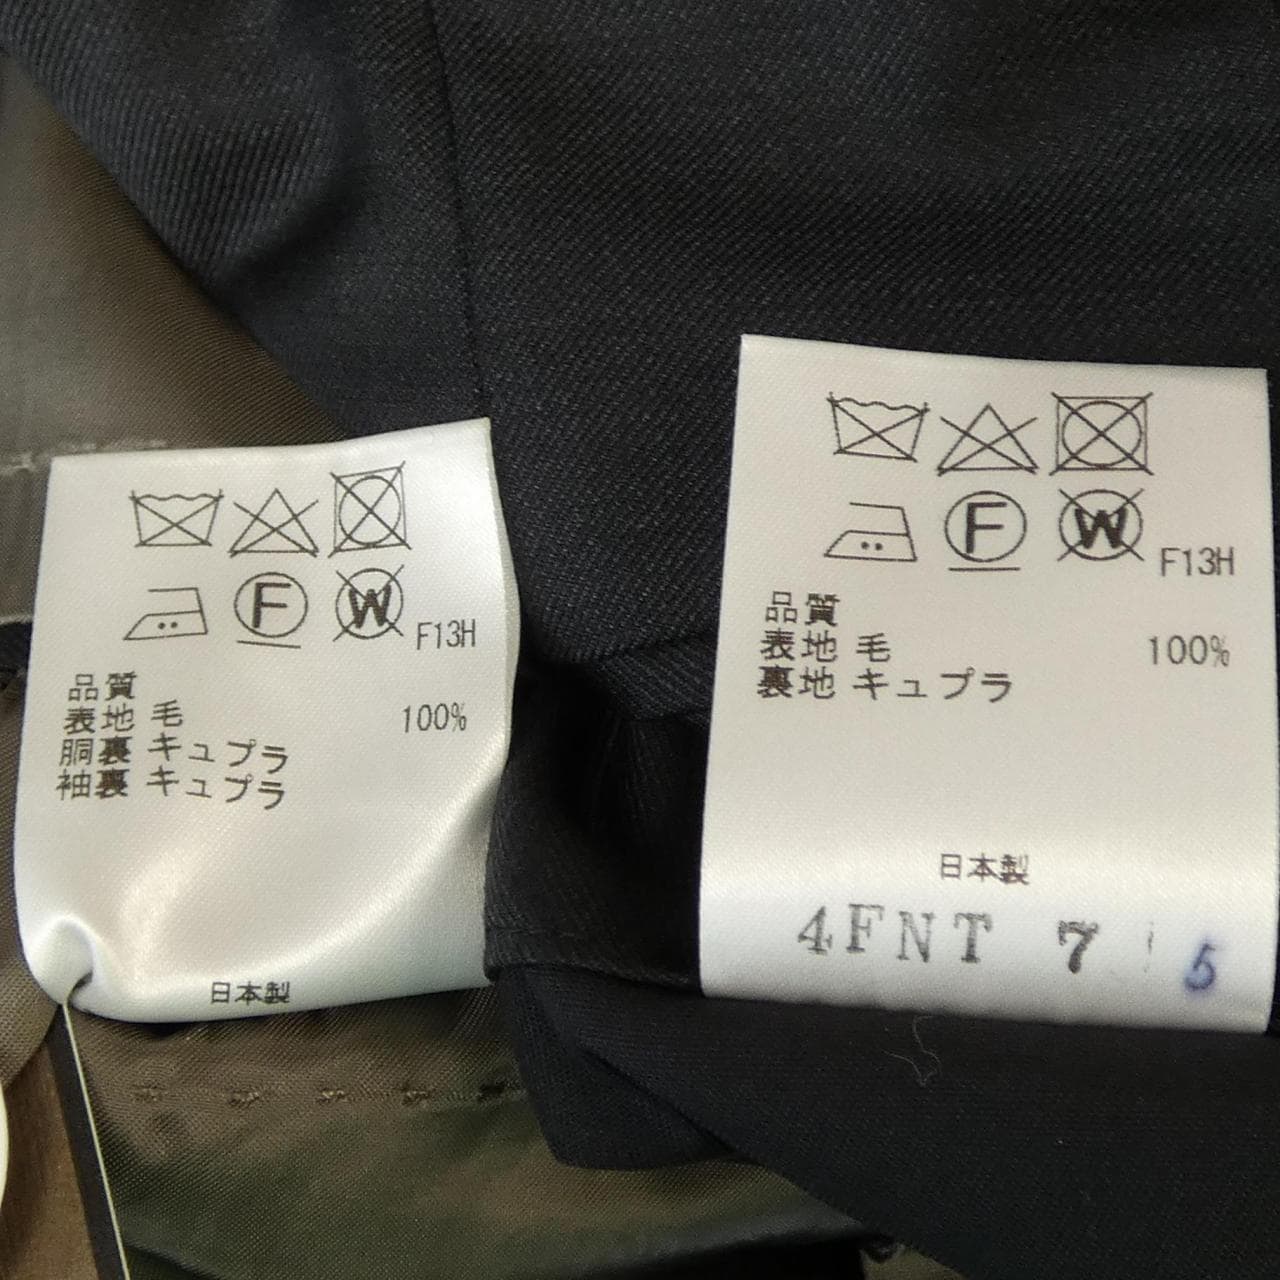 F
W
F13H
品質
表地 毛 100%
胴裏 キュプラ
袖裏 キュプラ
日本製
F
W
F13H
品質
表地 毛 100%
裏地 キュプラ
日本製
4FNT 7 5